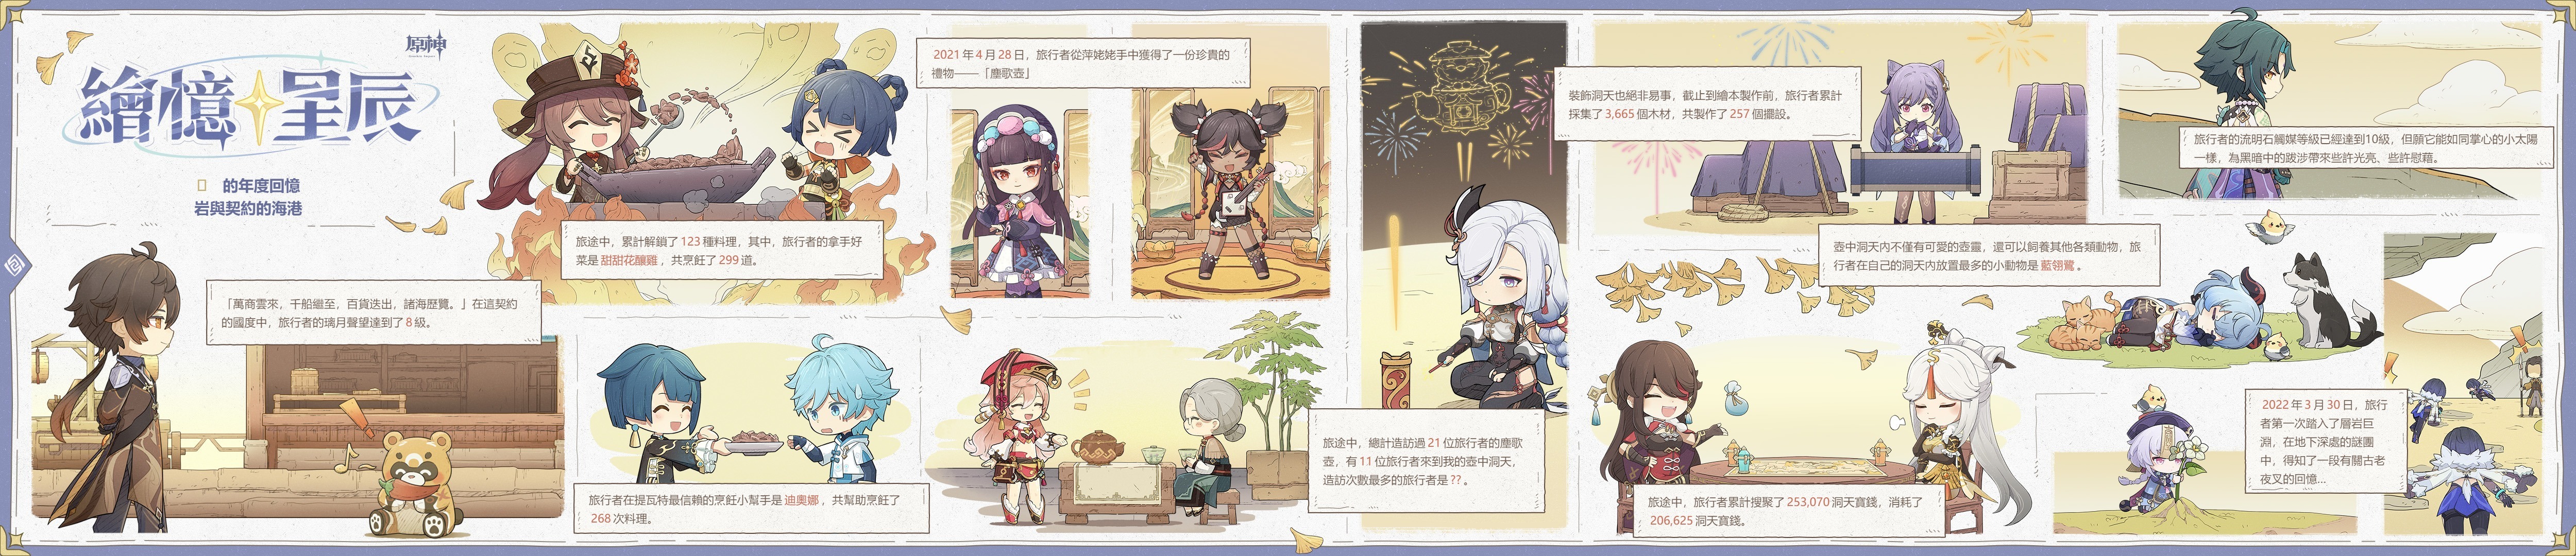 原神
繪憶星辰
的年度回憶
岩與契約的海港
「萬商雲來，千船繼至，百貨迭出，諸海歷覽。」在這契約
的國度中，旅行者的璃月聲望達到了8級。
旅途中，累計解鎖了123種料理，其中，旅行者的拿手好
菜是甜甜花釀雞，共烹飪了299道。
旅行者在提瓦特最信賴的烹飪小幫手是迪奧娜，共幫助烹飪了
268次料理。
2021年4月28日，旅行者從萍姥姥手中獲得了一份珍貴的
禮物——「塵歌壺」
旅途中，總計造訪過21位旅行者的塵歌
壺，有11位旅行者來到我的壺中洞天，
造訪次數最多的旅行者是??。
裝飾洞天也絕非易事，截止到繪本製作前，旅行者累計
採集了3,665個木材，共製作了257個擺設。
壺中洞天內不僅有可愛的壺靈，還可以飼養其他各類動物，旅
行者在自己的洞天內放置最多的小動物是藍翎鷺。
旅途中，旅行者累計搜聚了253,070洞天寶錢，消耗了
206,625洞天寶錢。
旅行者的流明石觸媒等級已經達到10級，但願它能如同掌心的小太陽
一樣，為黑暗中的跋涉帶來些許光亮、些許慰藉。
2022年3月30日，旅行
者第一次踏入了層岩巨
淵，在地下深處的謎團
中，得知了一段有關古老
夜叉的回憶...